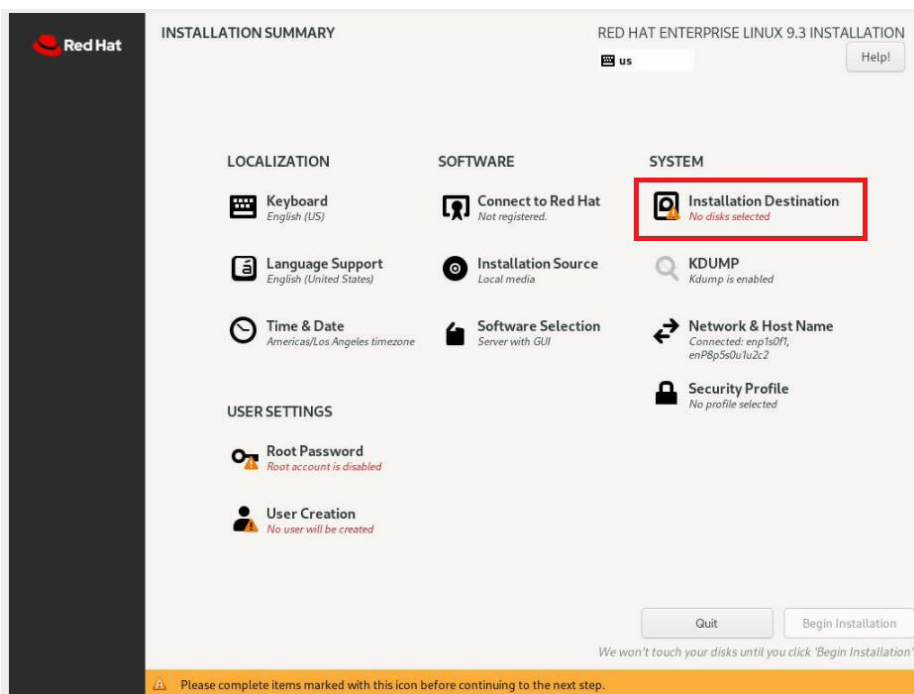 Red Hat
INSTALLATION SUMMARY
RED HAT ENTERPRISE LINUX 9.3 INSTALLATION
us
Help!
LOCALIZATION
Keyboard
English (US)
Language Support
English (United States)
Time & Date
Americas/Los Angeles timezone
SOFTWARE
Connect to Red Hat
Not registered.
Installation Source
Local media
Software Selection
Server with GUI
SYSTEM
Installation Destination
No disks selected
KDUMP
Kdump is enabled
Network & Host Name
Connected: enp1s0f1,
enP8p5s0u1u2c2
Security Profile
No profile selected
USER SETTINGS
Root Password
Root account is disabled
User Creation
No user will be created
Quit
Begin Installation
We won't touch your disks until you click 'Begin Installation'
Please complete items marked with this icon before continuing to the next step.